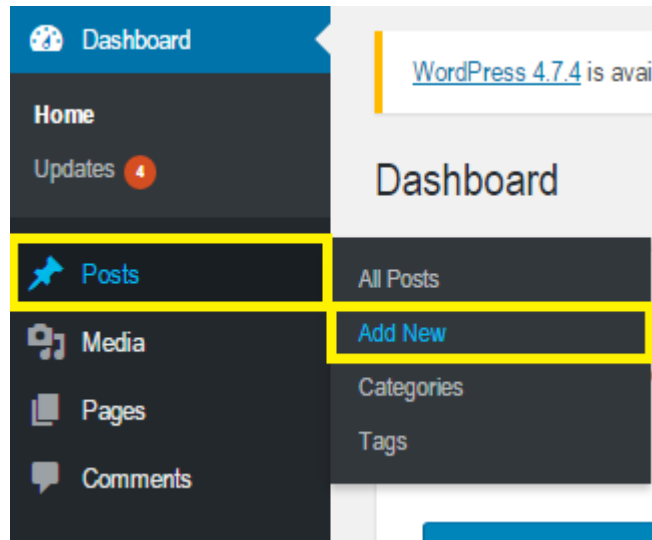 Dashboard
WordPress 4.7.4 is avai
Home
Updates 4
Dashboard
Posts
All Posts
Add New
Media
Categories
Pages
Tags
Comments